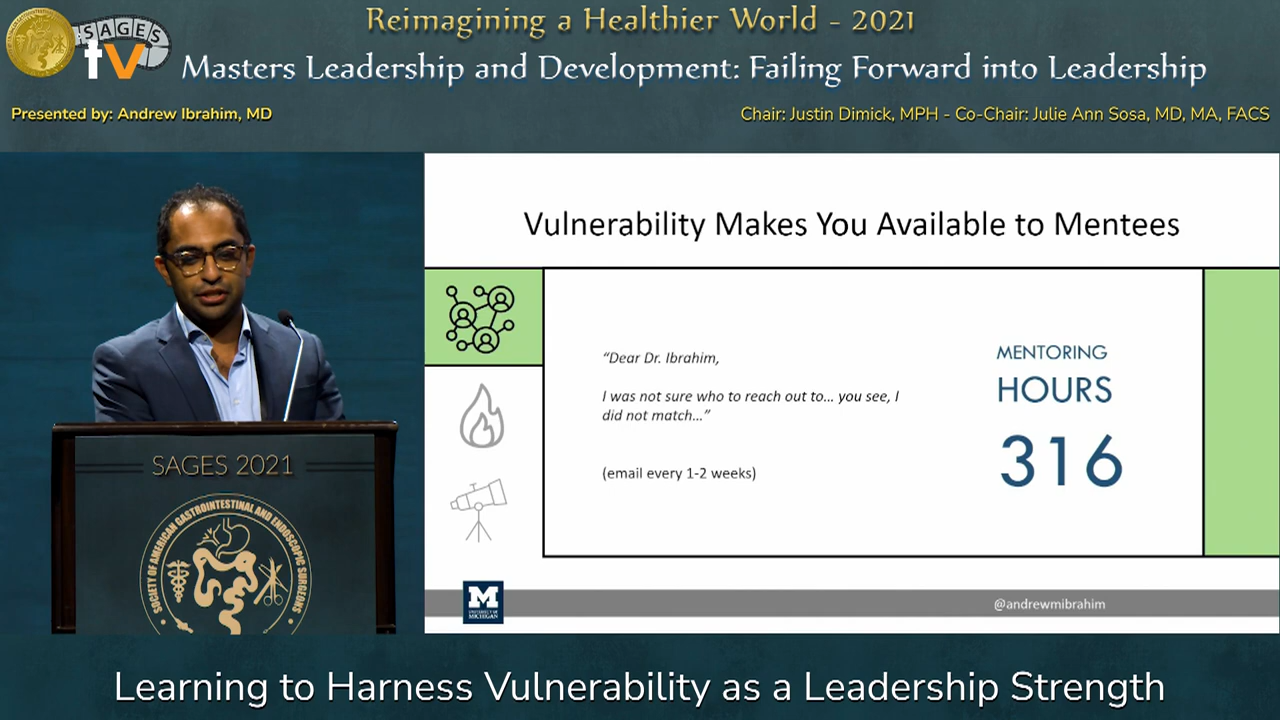 Reimagining a Healthier World - 2021
SAGES
tv
Masters Leadership and Development: Failing Forward into Leadership
Presented by: Andrew Ibrahim, MD
Chair: Justin Dimick, MPH - Co-Chair: Julie Ann Sosa, MD, MA, FACS
Vulnerability Makes You Available to Mentees
“Dear Dr. Ibrahim,
I was not sure who to reach out to... you see, I
did not match...”
(email every 1-2 weeks)
MENTORING
HOURS
316
SAGES 2021
SOCIETY OF AMERICAN GASTROINTESTINAL AND ENDOSCOPIC SURGEONS
M
UNIVERSITY OF
MICHIGAN
@andrewmibrahim
Learning to Harness Vulnerability as a Leadership Strength